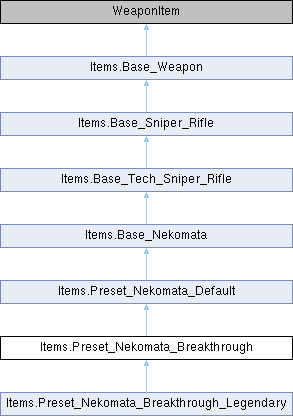 WeaponItem
Items.Base_Weapon
Items.Base_Sniper_Rifle
Items.Base_Tech_Sniper_Rifle
Items.Base_Nekomata
Items.Preset_Nekomata_Default
Items.Preset_Nekomata_Breakthrough
Items.Preset_Nekomata_Breakthrough_Legendary